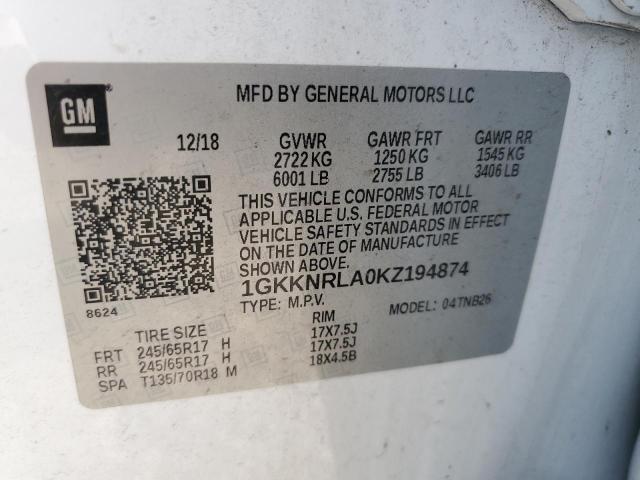 GM
MFD BY GENERAL MOTORS LLC
12/18 GVWR GAWR FRT GAWR RR
2722 KG 1250 KG 1545 KG
6001 LB 2755 LB 3406 LB
THIS VEHICLE CONFORMS TO ALL
APPLICABLE U.S. FEDERAL MOTOR
VEHICLE SAFETY STANDARDS IN EFFECT
ON THE DATE OF MANUFACTURE
SHOWN ABOVE.
1GKKNRLA0KZ194874
8624
TYPE: M.P.V. MODEL: 04TNB26
TIRE SIZE RIM
FRT 245/65R17 H 17X7.5J
RR 245/65R17 H 17X7.5J
SPA T135/70R18 M 18X4.5B